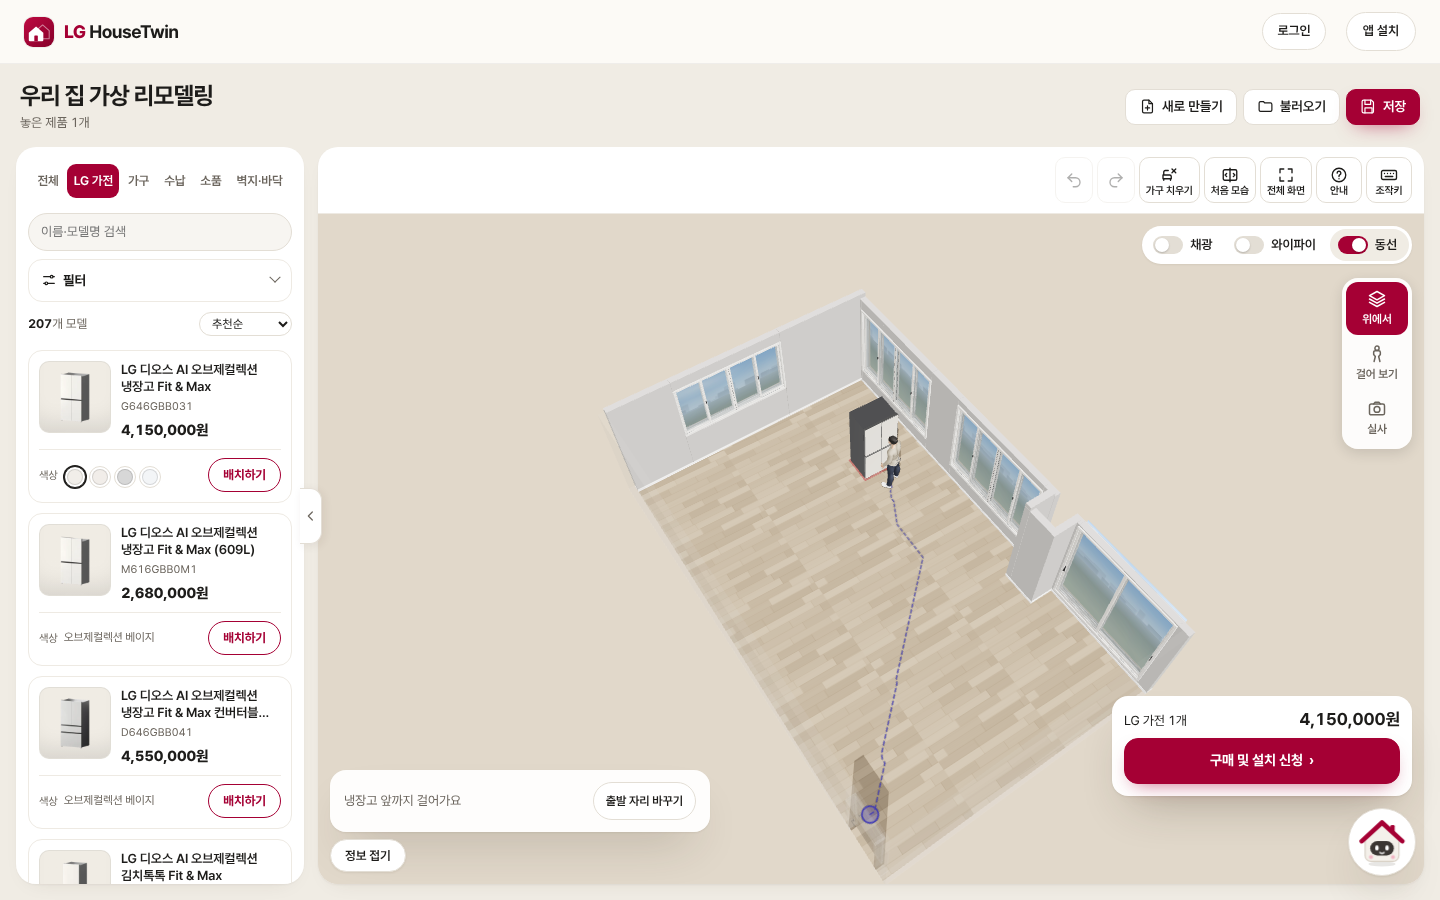 LG HouseTwin
로그인
앱 설치
우리 집 가상 리모델링
놓은 제품 1개
새로 만들기
불러오기
저장
전체
LG 가전
가구
수납
소품
벽지·바닥
이름·모델명 검색
필터
207개 모델
추천순
LG 디오스 AI 오브제컬렉션
냉장고 Fit & Max
G646GBB031
4,150,000원
색상
배치하기
LG 디오스 AI 오브제컬렉션
냉장고 Fit & Max (609L)
M616GBB0M1
2,680,000원
색상 오브제컬렉션 베이지
배치하기
LG 디오스 AI 오브제컬렉션
냉장고 Fit & Max 컨버터블...
D646GBB041
4,550,000원
색상 오브제컬렉션 베이지
배치하기
LG 디오스 AI 오브제컬렉션
김치톡톡 Fit & Max
가구 치우기
처음 모습
전체 화면
안내
조작키
채광
와이파이
동선
위에서
걸어 보기
실사
냉장고 앞까지 걸어가요
출발 자리 바꾸기
정보 접기
LG 가전 1개
4,150,000원
구매 및 설치 신청 ›